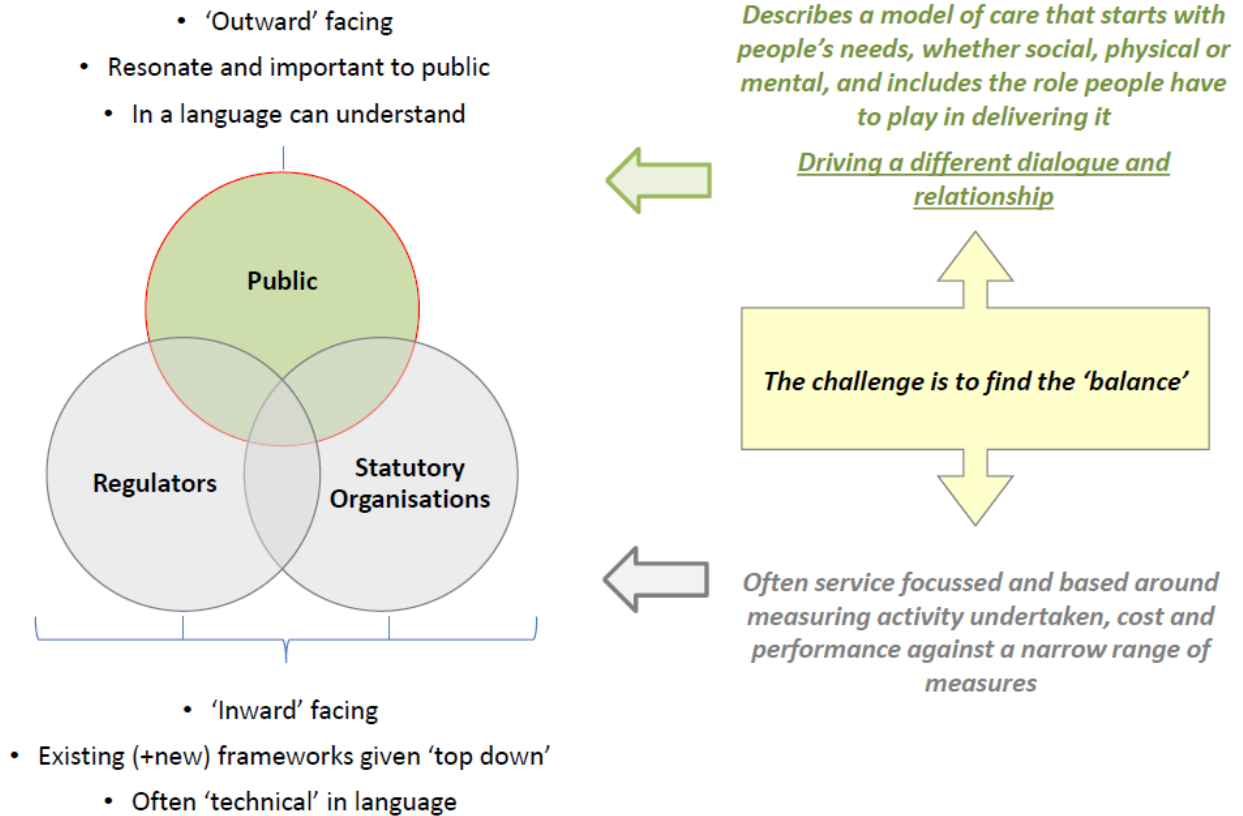 • ‘Outward’ facing
• Resonate and important to public
• In a language can understand
Public
Regulators
Statutory
Organisations
• ‘Inward’ facing
• Existing (+new) frameworks given ‘top down’
• Often ‘technical’ in language
Describes a model of care that starts with
people’s needs, whether social, physical or
mental, and includes the role people have
to play in delivering it
Driving a different dialogue and
relationship
The challenge is to find the ‘balance’
Often service focussed and based around
measuring activity undertaken, cost and
performance against a narrow range of
measures